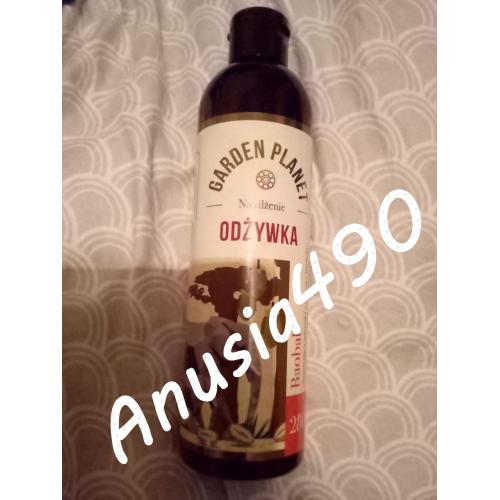 GARDEN PLANET
Nawilżenie
ODŻYWKA
Baobab
Anusia490